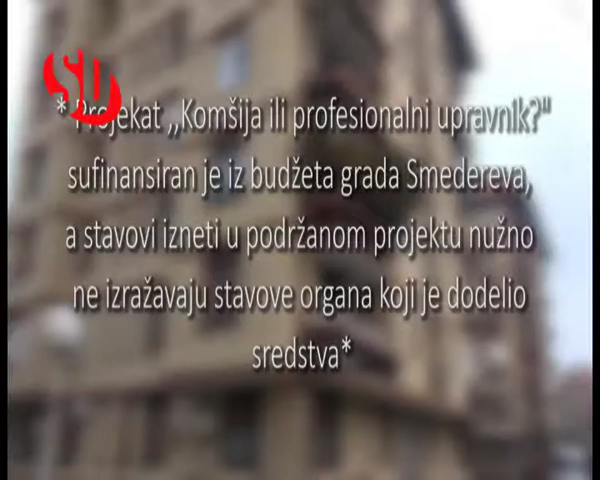 * Projekat ,,Komšija ili profesionalni upravnik?"
sufinansiran je iz budžeta grada Smedereva,
a stavovi izneti u podržanom projektu nužno
ne izražavaju stavove organa koji je dodelio
sredstva*